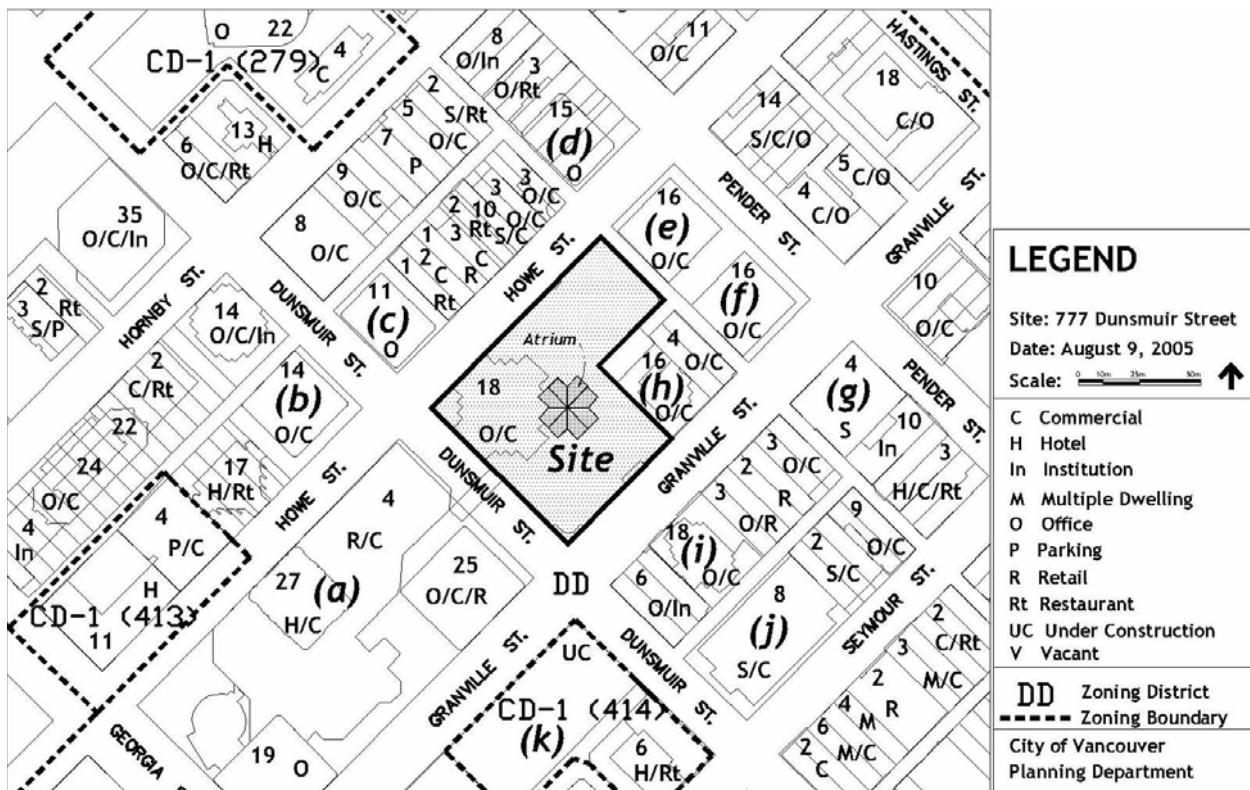 O 22
CD-1 (279)
4
C
13
H
6
O/C/Rt
35
O/C/In
2
Rt
3
S/P
HORNBY ST.
8
O/In
3
O/Rt
15
(d)
O
2
S/Rt
5
O/C
7
P
9
O/C
8
O/C
3
O/C
3
O/C
10
S/C
2
Rt
3
C
1
R
2
C
1
Rt
11
(c)
O
DUNSMUIR ST.
HOWE ST.
11
O/C
HASTINGS ST.
18
C/O
14
S/C/O
5
C/O
4
C/O
PENDER ST.
GRANVILLE ST.
16
(e)
O/C
16
(f)
O/C
10
O/C
Atrium
18
O/C
Site
4
O/C
16
(h)
O/C
14
O/C/In
14
(b)
O/C
2
C/Rt
22
24
O/C
4
In
17
H/Rt
HOWE ST.
4
P/C
H
CD-1 (413)
11
DUNSMUIR ST.
GRANVILLE ST.
4
R/C
27
(a)
H/C
25
O/C/R
DD
4
(g)
S
10
In
3
H/C/Rt
PENDER ST.
3
O/C
2
R
3
O/R
18
(i)
O/C
6
O/In
9
O/C
2
S/C
8
(j)
S/C
SEYMOUR ST.
2
C/Rt
3
M/C
2
R
4
M
6
M/C
2
C
GRANVILLE ST.
DUNSMUIR ST.
UC
CD-1 (414)
(k)
6
H/Rt
GEORGIA
19
O
LEGEND
Site: 777 Dunsmuir Street
Date: August 9, 2005
Scale: 0 10m 25m 50m
C Commercial
H Hotel
In Institution
M Multiple Dwelling
O Office
P Parking
R Retail
Rt Restaurant
UC Under Construction
V Vacant
DD Zoning District
Zoning Boundary
City of Vancouver
Planning Department